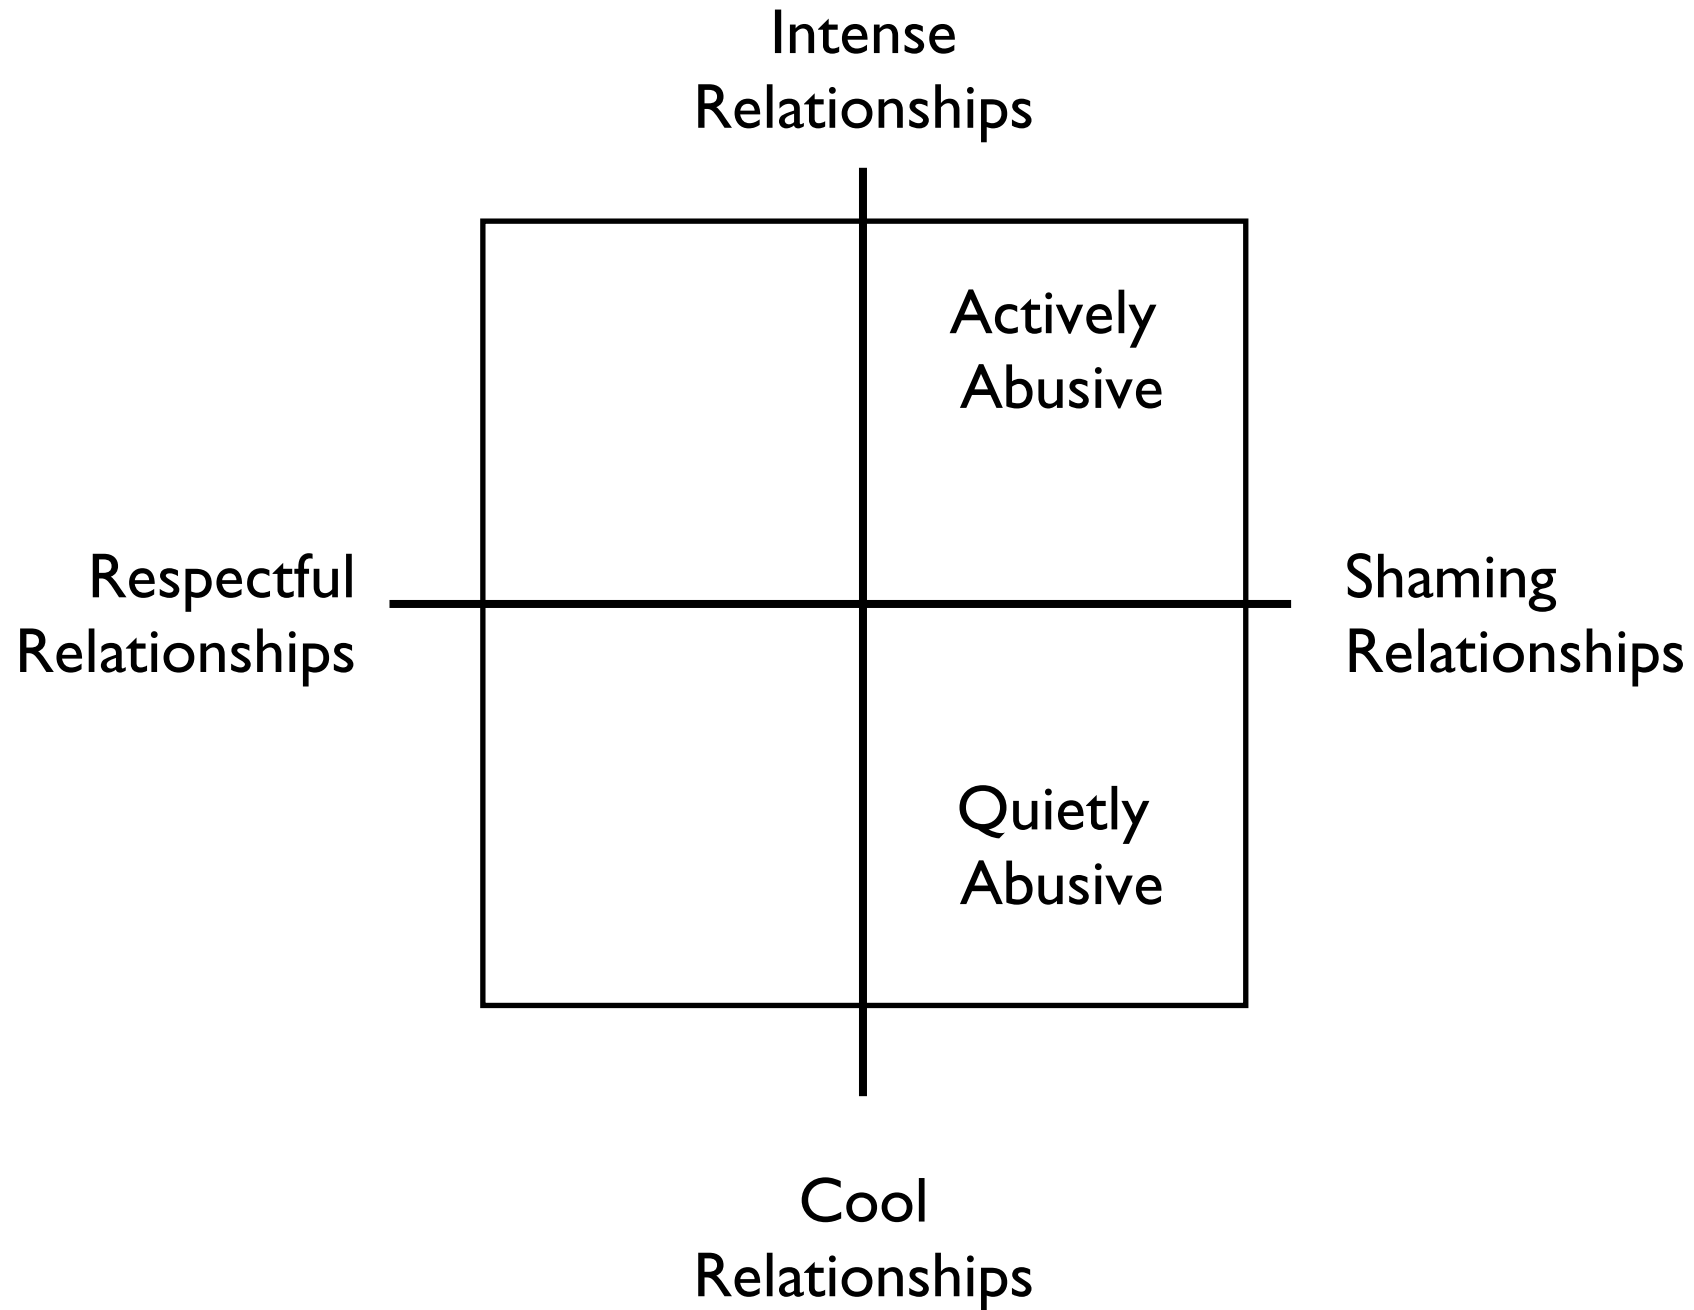 Intense
Relationships
Actively
Abusive
Respectful
Relationships
Shaming
Relationships
Quietly
Abusive
Cool
Relationships